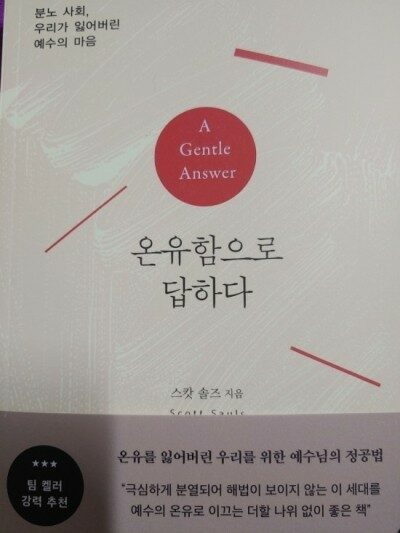 분노 사회,
우리가 잃어버린
예수의 마음
A
Gentle
Answer
온유함으로
답하다
스캇 솔즈 지음
Scott Sauls
온유를 잃어버린 우리를 위한 예수님의 정공법
★★★
팀 켈러
강력 추천
“극심하게 분열되어 해법이 보이지 않는 이 세대를
예수의 온유로 이끄는 더할 나위 없이 좋은 책”